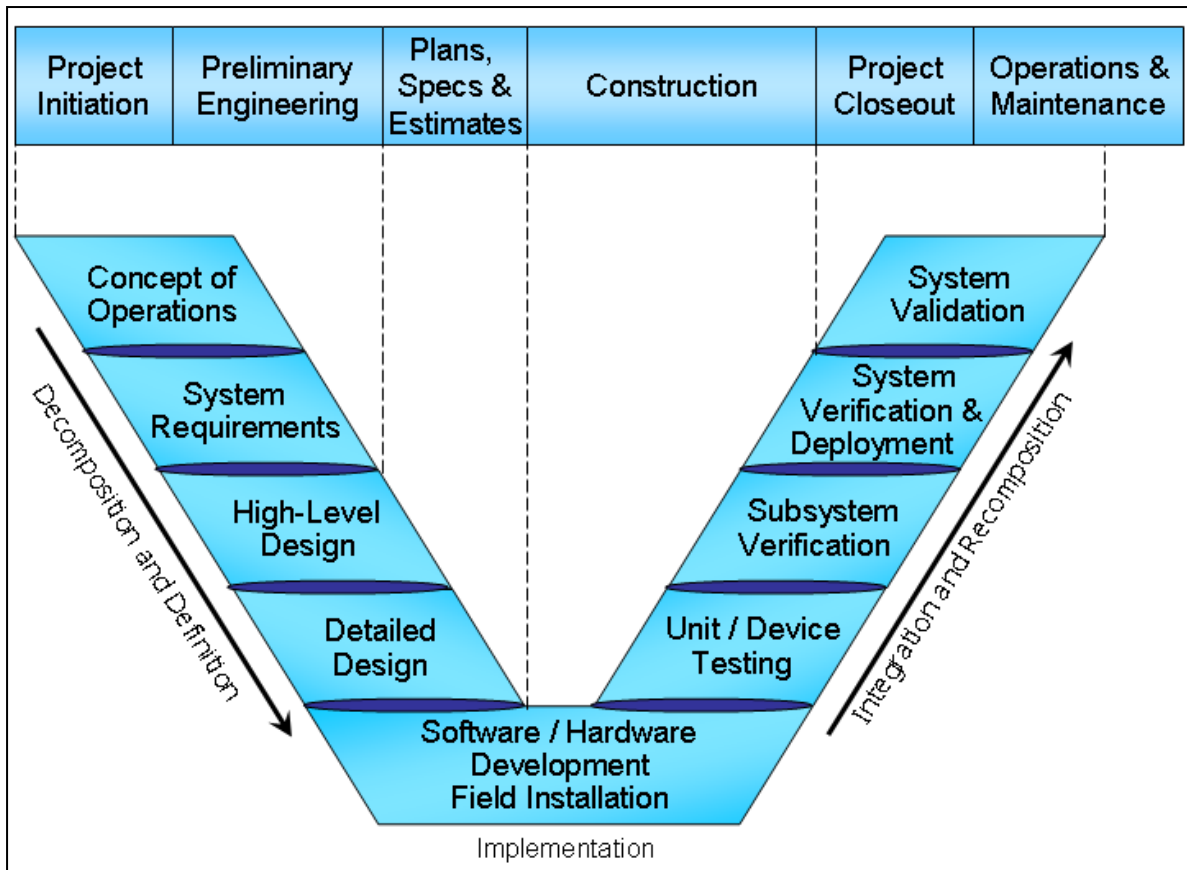 Project
Initiation
Preliminary
Engineering
Plans,
Specs &
Estimates
Construction
Project
Closeout
Operations &
Maintenance
Concept of
Operations
System
Requirements
High-Level
Design
Detailed
Design
Software / Hardware
Development
Field Installation
Unit / Device
Testing
Subsystem
Verification
System
Verification &
Deployment
System
Validation
Decomposition and Definition
Implementation
Integration and Recomposition